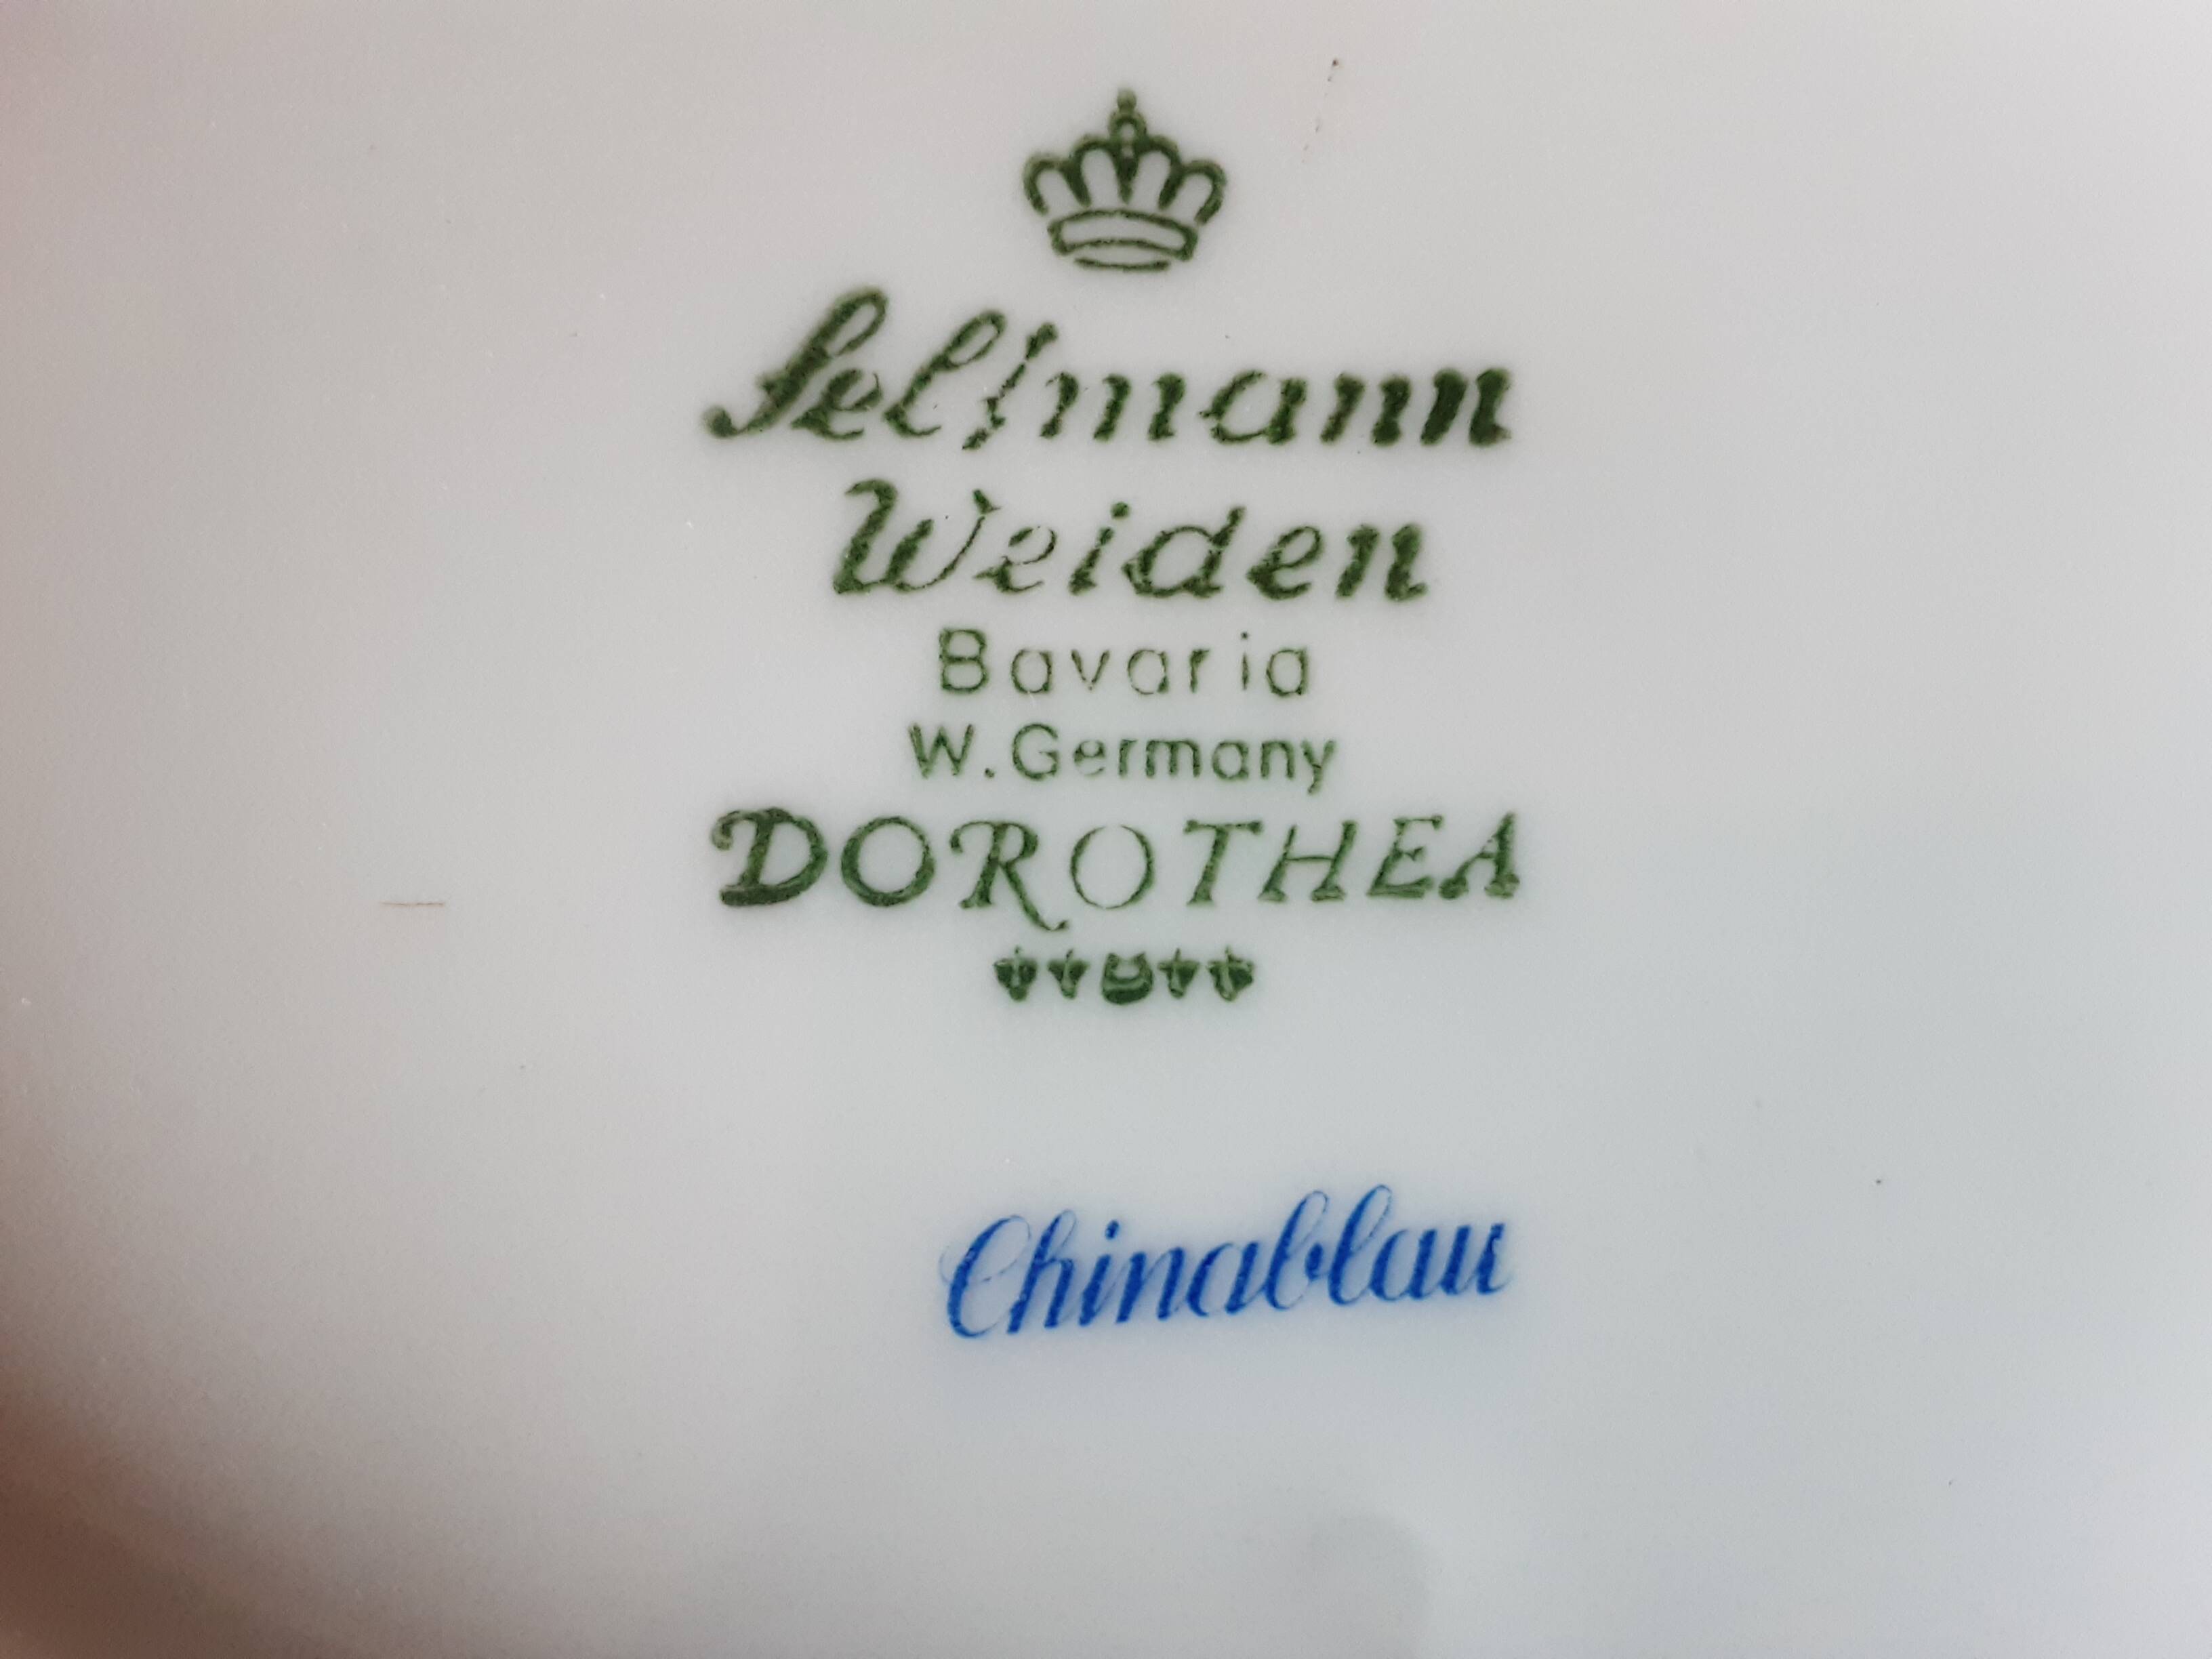 Seltmann
Weiden
Bavaria
W. Germany
DOROTHEA
Chinablau